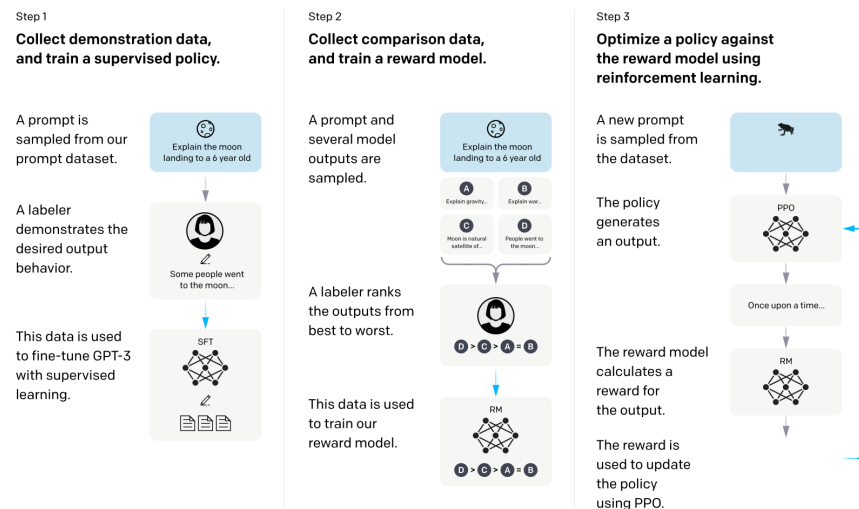 Step 1
Collect demonstration data,
and train a supervised policy.
A prompt is
sampled from our
prompt dataset.
Explain the moon
landing to a 6 year old
A labeler
demonstrates the
desired output
behavior.
Some people went
to the moon...
This data is used
to fine-tune GPT-3
with supervised
learning.
SFT
Step 2
Collect comparison data,
and train a reward model.
A prompt and
several model
outputs are
sampled.
Explain the moon
landing to a 6 year old
A
Explain gravity...
B
Explain war...
C
Moon is natural
satellite of...
D
People went to
the moon...
A labeler ranks
the outputs from
best to worst.
D > C > A = B
This data is used
to train our
reward model.
RM
D > C > A = B
Step 3
Optimize a policy against
the reward model using
reinforcement learning.
A new prompt
is sampled from
the dataset.
The policy
generates
an output.
PPO
Once upon a time...
The reward model
calculates a
reward for
the output.
RM
The reward is
used to update
the policy
using PPO.